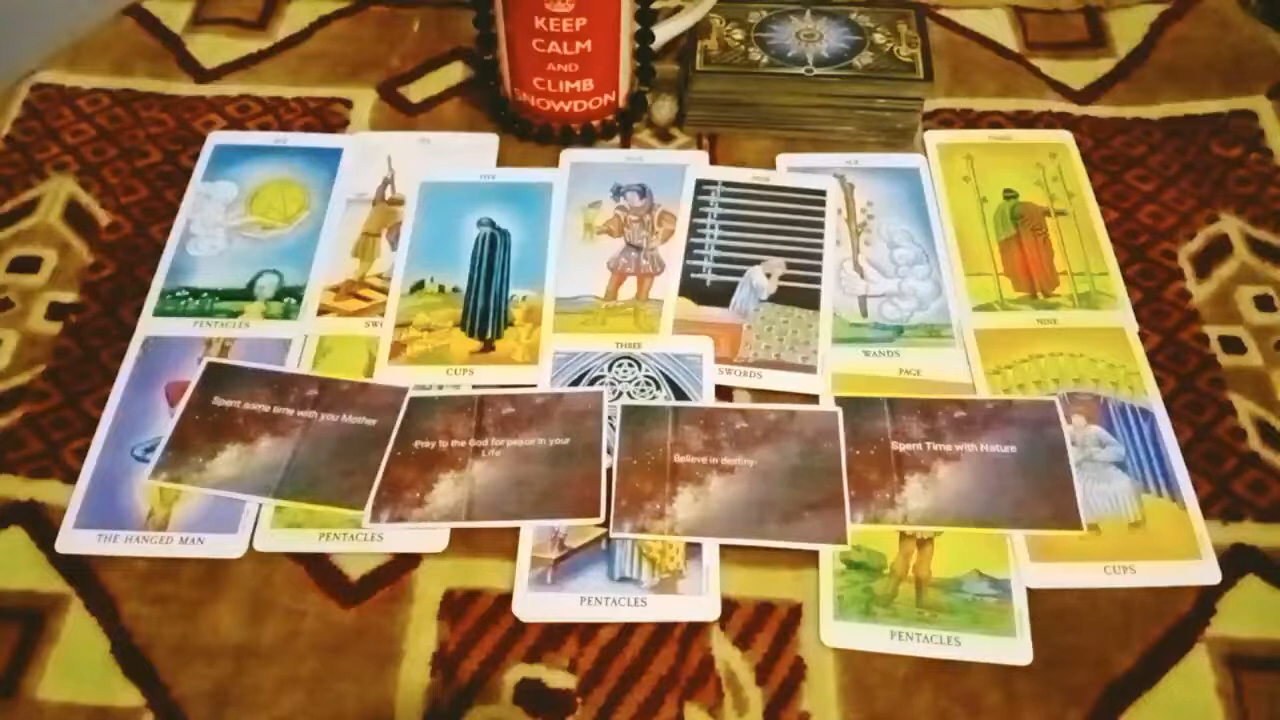 KEEP
CALM
AND
CLIMB
SNOWDON
FIVE
PENTACLES
CUPS
THREE
SWORDS
WANDS
PAGE
NINE
Spent some time with you Mother
Pray to the God for peace in your
Life
Believe in destiny
Spent Time with Nature
THE HANGED MAN
PENTACLES
PENTACLES
PENTACLES
CUPS